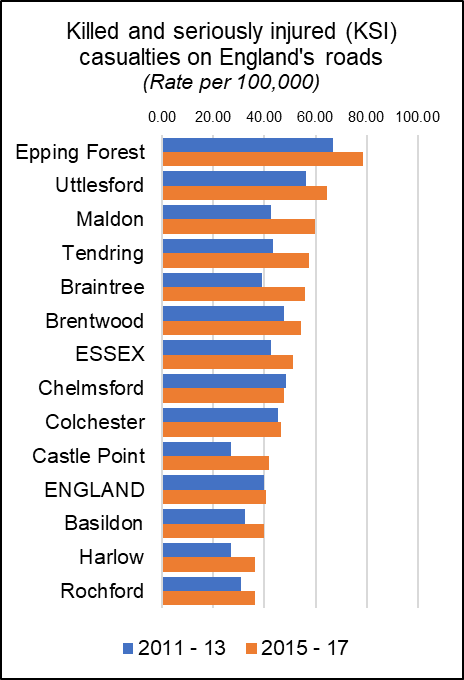 Killed and seriously injured (KSI)
casualties on England's roads
(Rate per 100,000)
0.00 20.00 40.00 60.00 80.00 100.00
Epping Forest
Uttlesford
Maldon
Tendring
Braintree
Brentwood
ESSEX
Chelmsford
Colchester
Castle Point
ENGLAND
Basildon
Harlow
Rochford
2011 - 13 2015 - 17